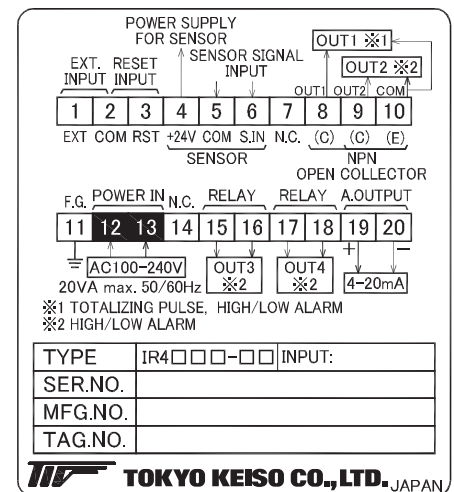 POWER SUPPLY
FOR SENSOR
OUT1 ※1
SENSOR SIGNAL
INPUT
EXT. RESET
INPUT INPUT
OUT2 ※2
OUT1 OUT2 COM
1 2 3 4 5 6 7 8 9 10
EXT COM RST +24V COM S.IN N.C. (C) (C) (E)
SENSOR NPN
OPEN COLLECTOR
F.G. POWER IN N.C. RELAY RELAY A.OUTPUT
11 12 13 14 15 16 17 18 19 20
+ −
AC100-240V OUT3 ※2 OUT4 ※2 4-20mA
20VA max. 50/60Hz
※1 TOTALIZING PULSE, HIGH/LOW ALARM
※2 HIGH/LOW ALARM
TYPE IR4□□□-□□ INPUT:
SER.NO.
MFG.NO.
TAG.NO.
TOKYO KEISO CO.,LTD. JAPAN